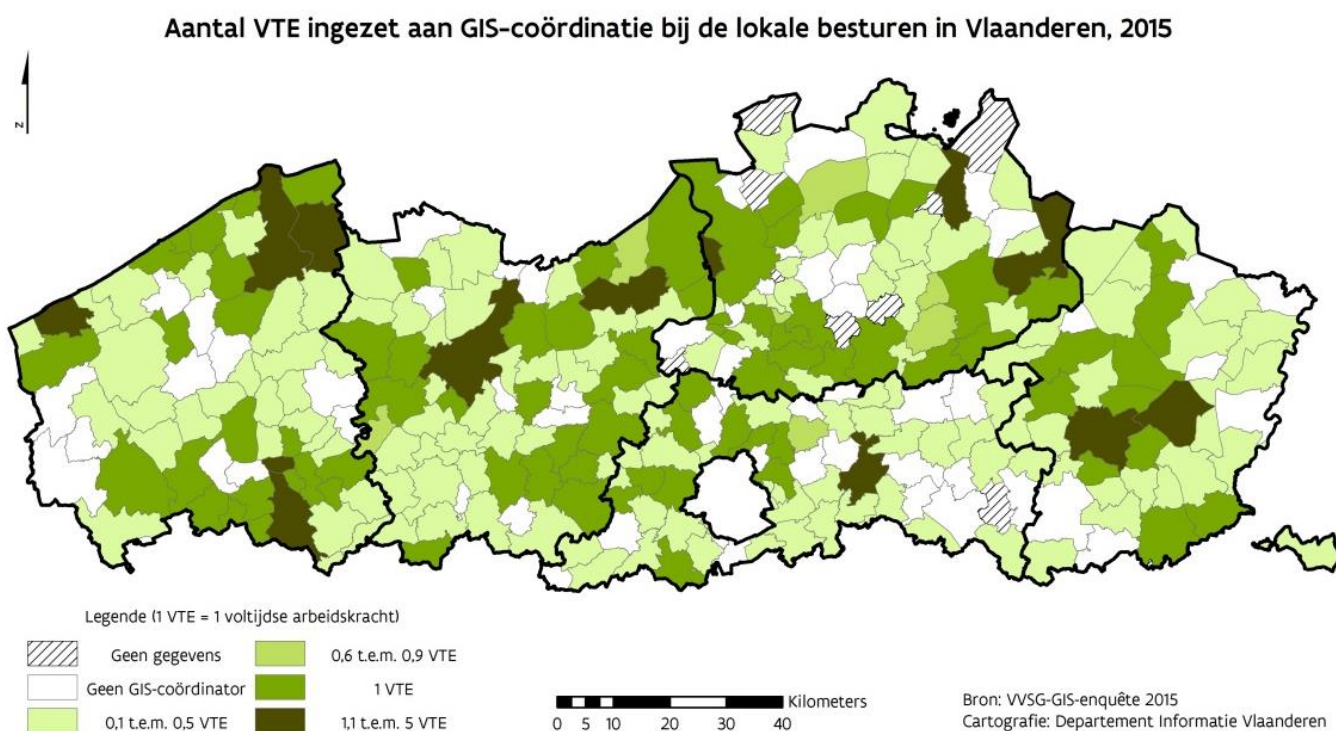 Aantal VTE ingezet aan GIS-coördinatie bij de lokale besturen in Vlaanderen, 2015
z
Legende (1 VTE = 1 voltijdse arbeidskracht)
Geen gegevens
0,6 t.e.m. 0,9 VTE
Geen GIS-coördinator
1 VTE
0,1 t.e.m. 0,5 VTE
1,1 t.e.m. 5 VTE
Kilometers
0 5 10 20 30 40
Bron: VVSG-GIS-enquête 2015
Cartografie: Departement Informatie Vlaanderen